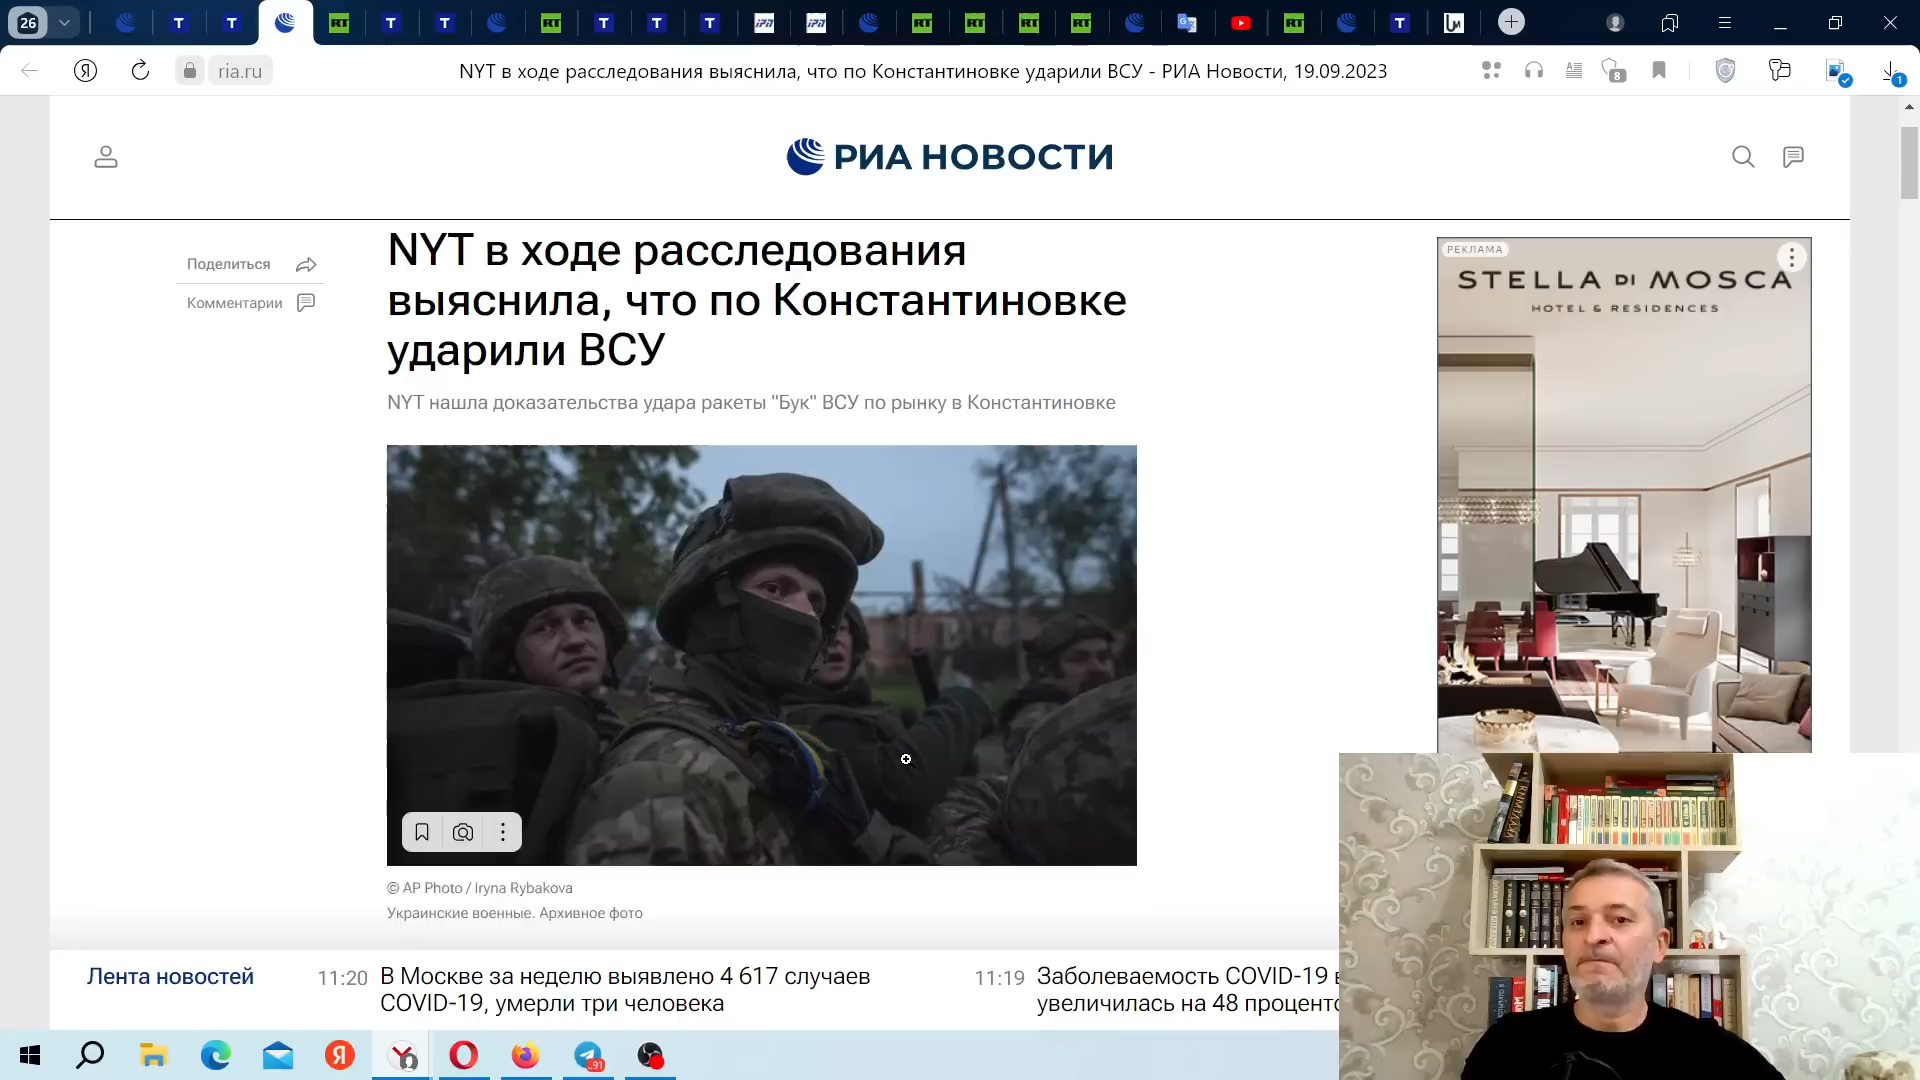 26
ria.ru
NYT в ходе расследования выяснила, что по Константиновке ударили ВСУ - РИА Новости, 19.09.2023
8
1
РИА НОВОСТИ
Поделиться
Комментарии
NYT в ходе расследования
выяснила, что по Константиновке
ударили ВСУ
NYT нашла доказательства удара ракеты "Бук" ВСУ по рынку в Константиновке
РЕКЛАМА
STELLA DI MOSCA
HOTEL & RESIDENCES
© AP Photo / Iryna Rybakova
Украинские военные. Архивное фото
Лента новостей
11:20 В Москве за неделю выявлено 4 617 случаев
COVID-19, умерли три человека
11:19 Заболеваемость COVID-19 в
увеличилась на 48 проценто